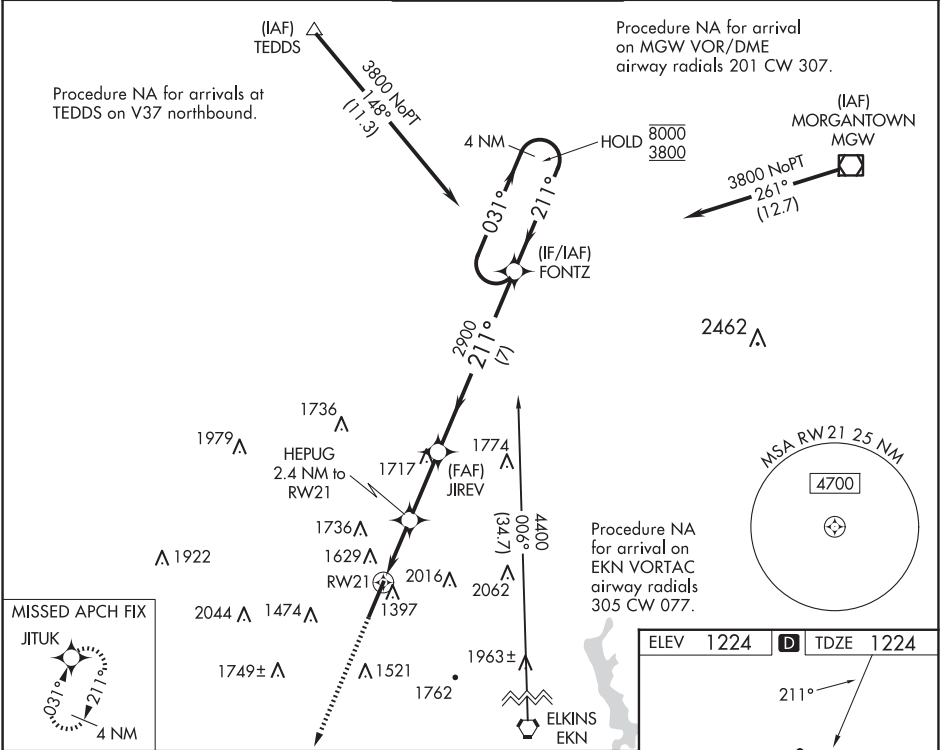 (IAF)
TEDDS
Procedure NA for arrival
on MGW VOR/DME
airway radials 201 CW 307.
Procedure NA for arrivals at
TEDDS on V37 northbound.
3800 NoPT
148°
(11.3)
4 NM
HOLD 8000
3800
(IAF)
MORGANTOWN
MGW
3800 NoPT
261°
(12.7)
031°
211°
(IF/IAF)
FONTZ
2900
211°
(7)
2462
1736
1979
HEPUG
2.4 NM to
RW21
1717
(FAF)
JIREV
1774
MSA RW21 25 NM
4700
1736
1922
1629
RW21
2016
1397
2062
4400
006°
(34.7)
Procedure NA
for arrival on
EKN VORTAC
airway radials
305 CW 077.
2044
1474
1749±
1521
1762
1963±
ELKINS
EKN
MISSED APCH FIX
JITUK
031°
211°
4 NM
ELEV 1224 D TDZE 1224
211°